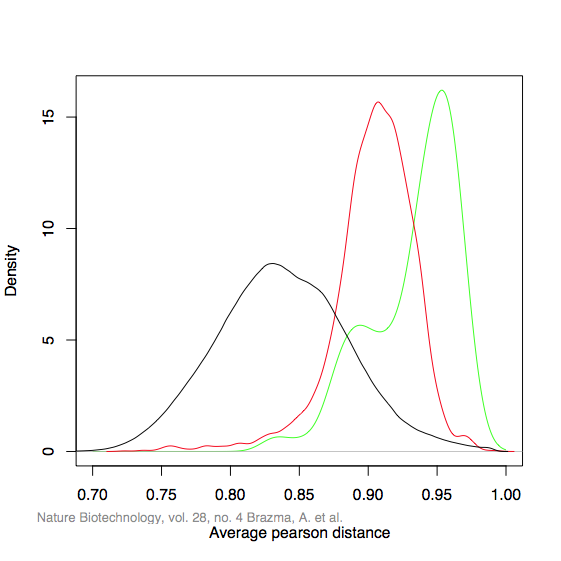 Density
15
10
5
0
0.70 0.75 0.80 0.85 0.90 0.95 1.00
Nature Biotechnology, vol. 28, no. 4 Brazma, A. et al.
Average pearson distance